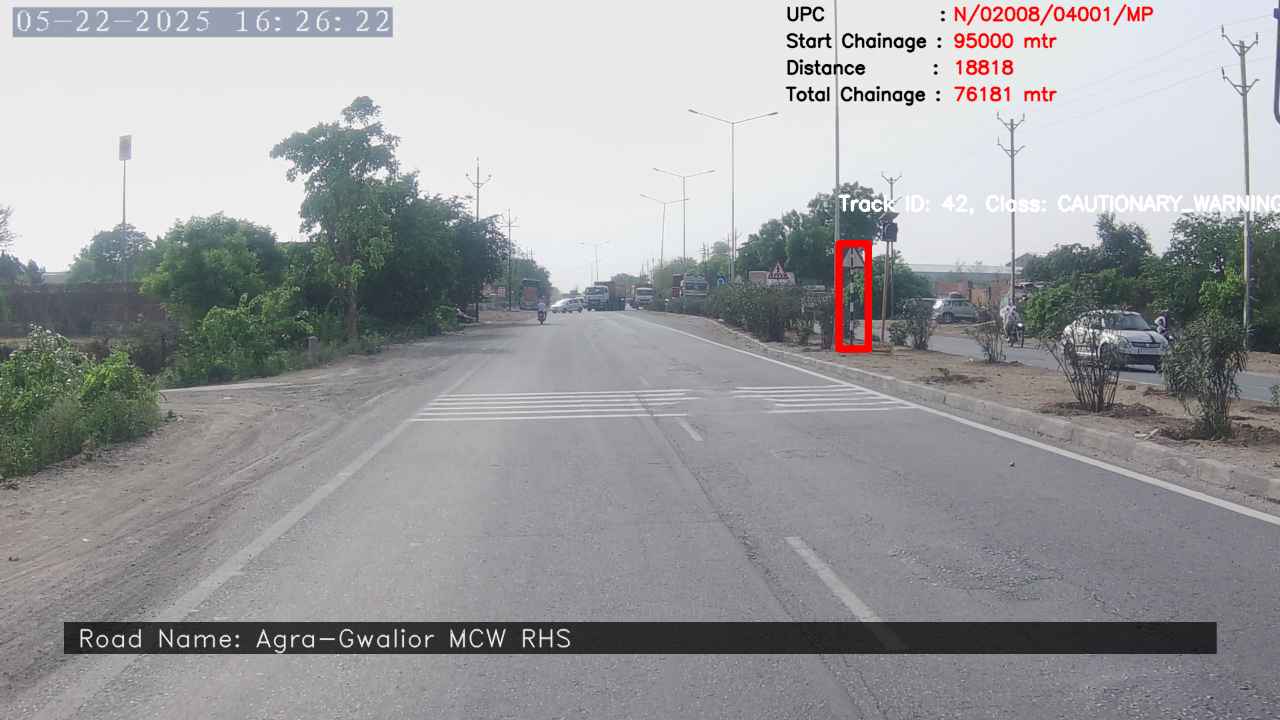 05-22-2025 16:26:22
UPC : N/02008/04001/MP
Start Chainage : 95000 mtr
Distance : 18818
Total Chainage : 76181 mtr
Track ID: 42, Class: CAUTIONARY_WARNING
Road Name: Agra-Gwalior MCW RHS